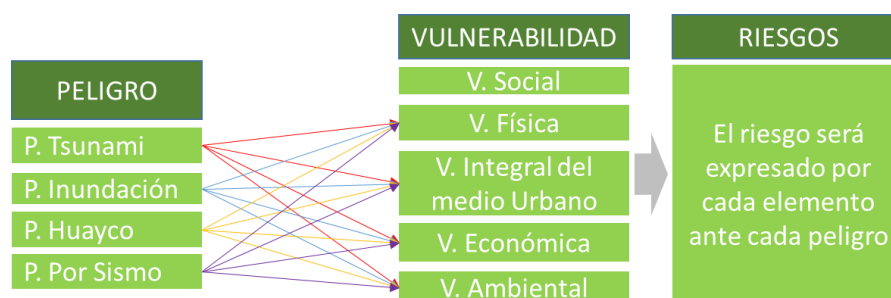 PELIGRO
P. Tsunami
P. Inundación
P. Huayco
P. Por Sismo
VULNERABILIDAD
V. Social
V. Física
V. Integral del
medio Urbano
V. Económica
V. Ambiental
RIESGOS
El riesgo será
expresado por
cada elemento
ante cada peligro